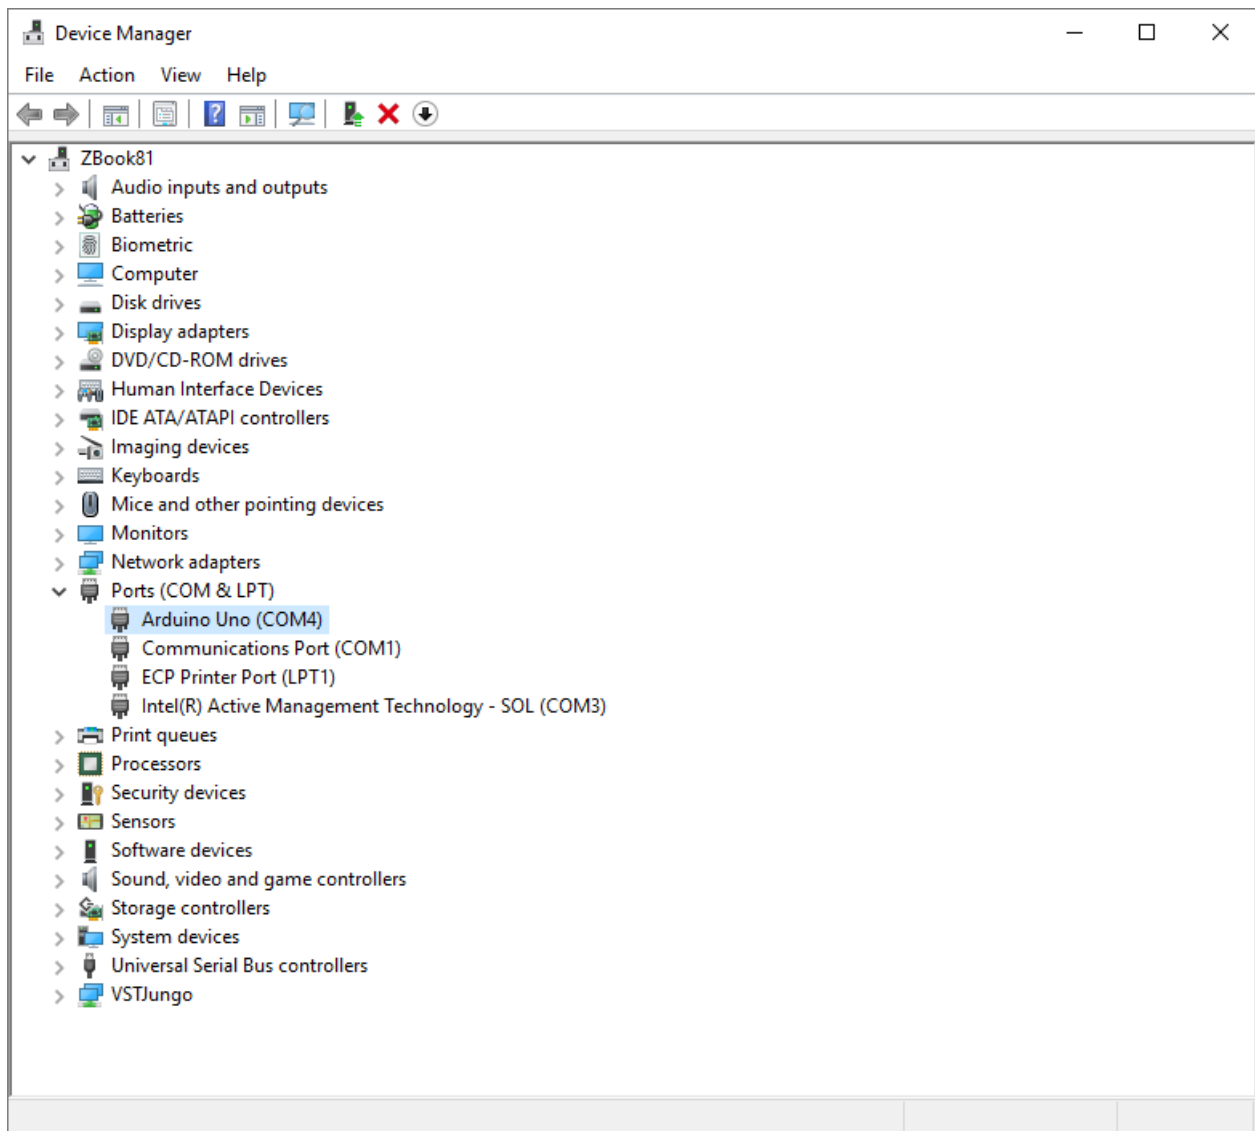 Device Manager
File Action View Help
ZBook81
Audio inputs and outputs
Batteries
Biometric
Computer
Disk drives
Display adapters
DVD/CD-ROM drives
Human Interface Devices
IDE ATA/ATAPI controllers
Imaging devices
Keyboards
Mice and other pointing devices
Monitors
Network adapters
Ports (COM & LPT)
Arduino Uno (COM4)
Communications Port (COM1)
ECP Printer Port (LPT1)
Intel(R) Active Management Technology - SOL (COM3)
Print queues
Processors
Security devices
Sensors
Software devices
Sound, video and game controllers
Storage controllers
System devices
Universal Serial Bus controllers
VSTJungo